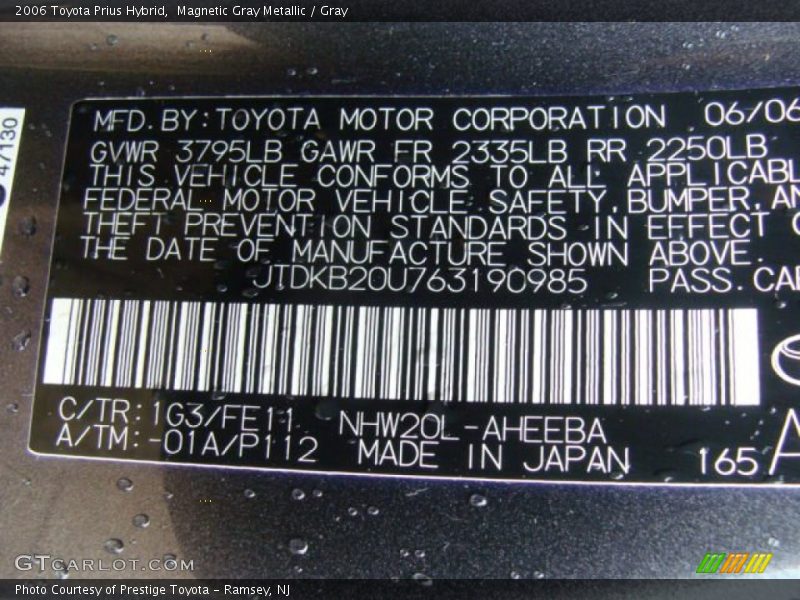 2006 Toyota Prius Hybrid, Magnetic Gray Metallic / Gray
47130
MFD. BY: TOYOTA MOTOR CORPORATION 06/06
GVWR 3795LB GAWR FR 2335LB RR 2250LB
THIS VEHICLE CONFORMS TO ALL APPLICABL
FEDERAL MOTOR VEHICLE SAFETY, BUMPER, AN
THEFT PREVENTION STANDARDS IN EFFECT O
THE DATE OF MANUFACTURE SHOWN ABOVE.
JTDKB20U763190985 PASS. CAR
C/TR: 1G3/FE11 NHW20L-AHEEBA
A/TM: -01A/P112 MADE IN JAPAN 165 A
GTCARLOT.COM
Photo Courtesy of Prestige Toyota - Ramsey, NJ